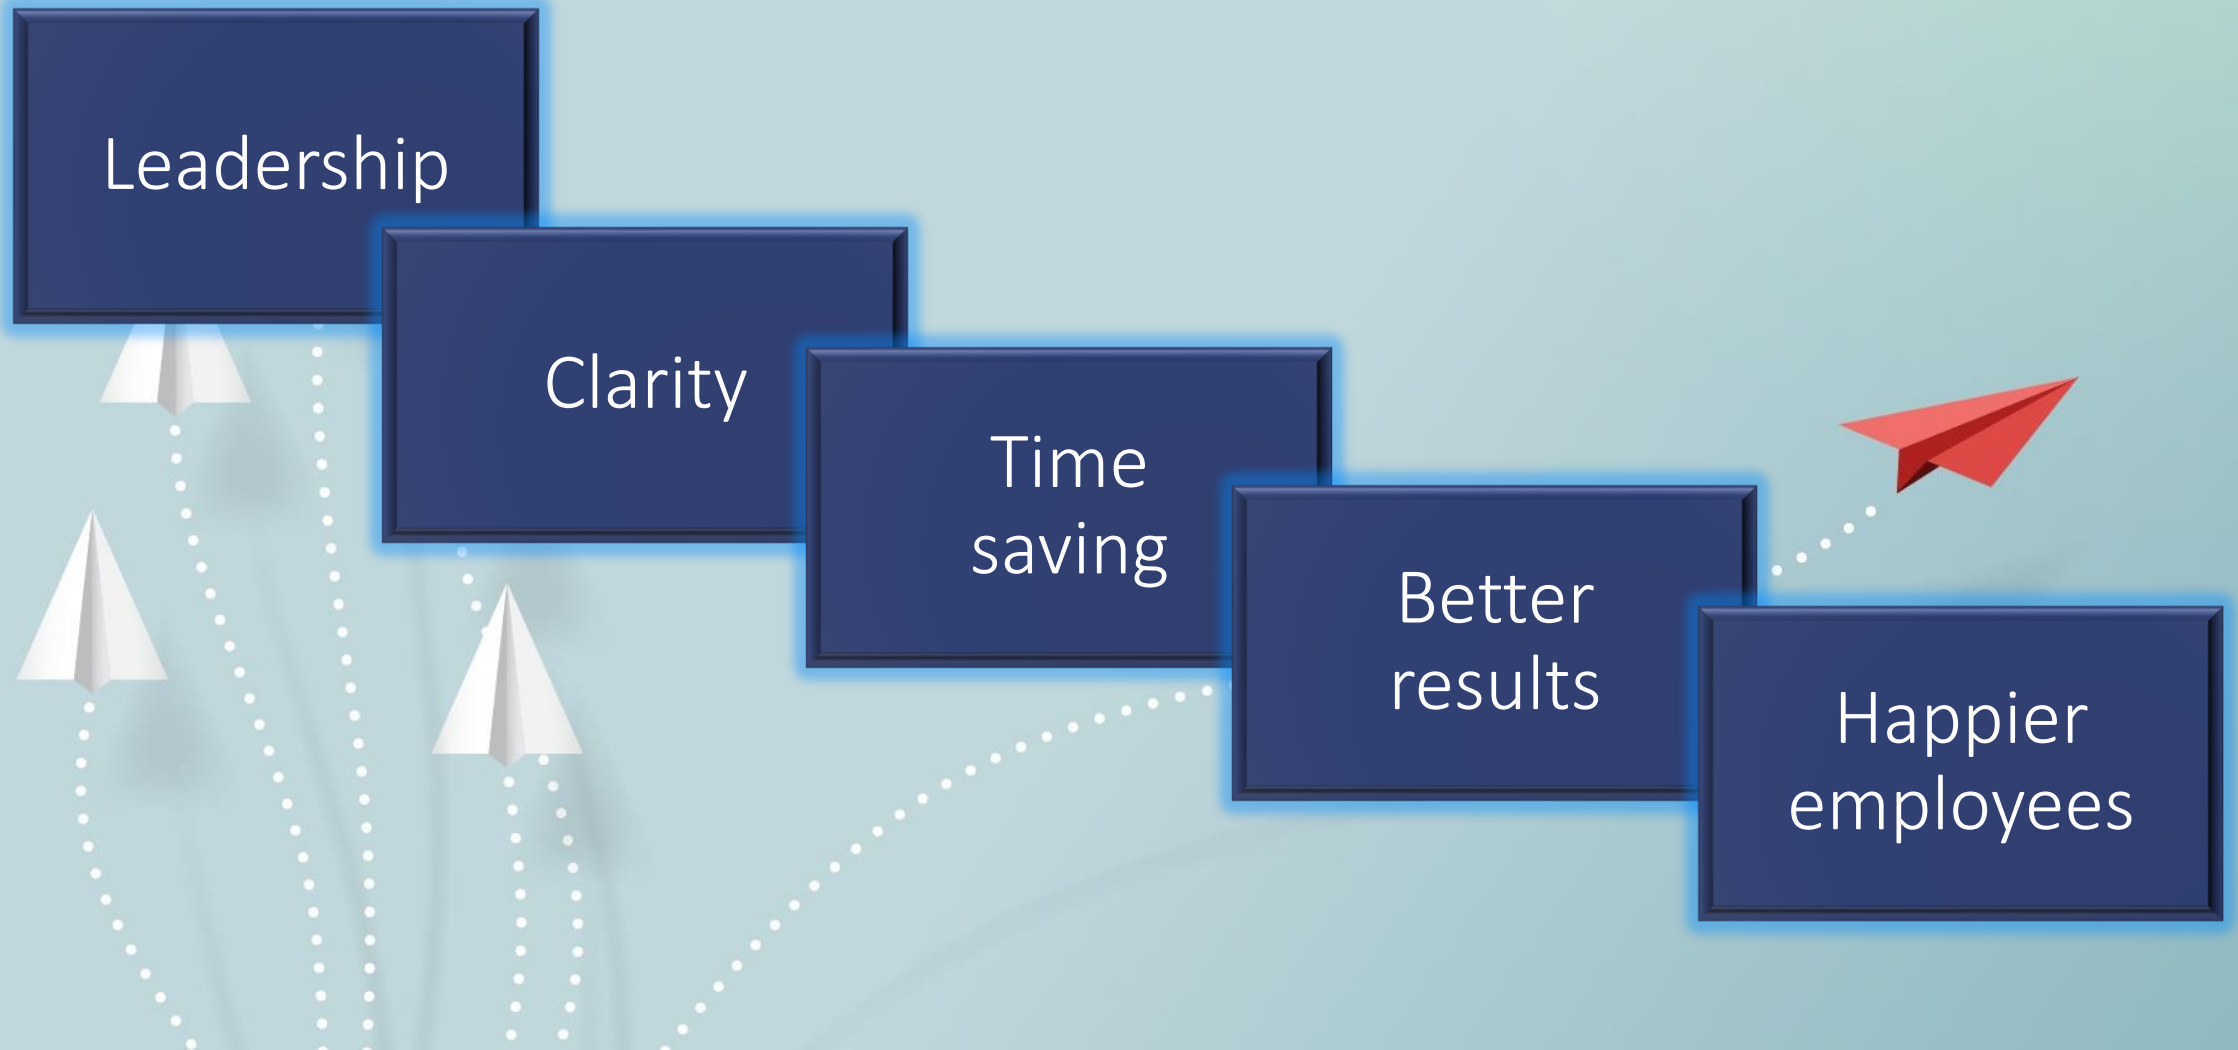 Leadership
Clarity
Time
saving
Better
results
Happier
employees